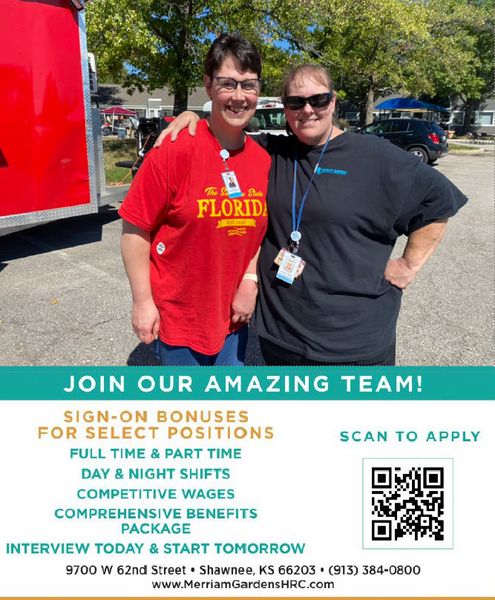 The S
FLORIDA
JOIN OUR AMAZING TEAM!
SIGN-ON BONUSES
FOR SELECT POSITIONS
FULL TIME & PART TIME
DAY & NIGHT SHIFTS
COMPETITIVE WAGES
COMPREHENSIVE BENEFITS
PACKAGE
INTERVIEW TODAY & START TOMORROW
SCAN TO APPLY
9700 W 62nd Street • Shawnee, KS 66203 • (913) 384-0800
www.MerriamGardensHRC.com